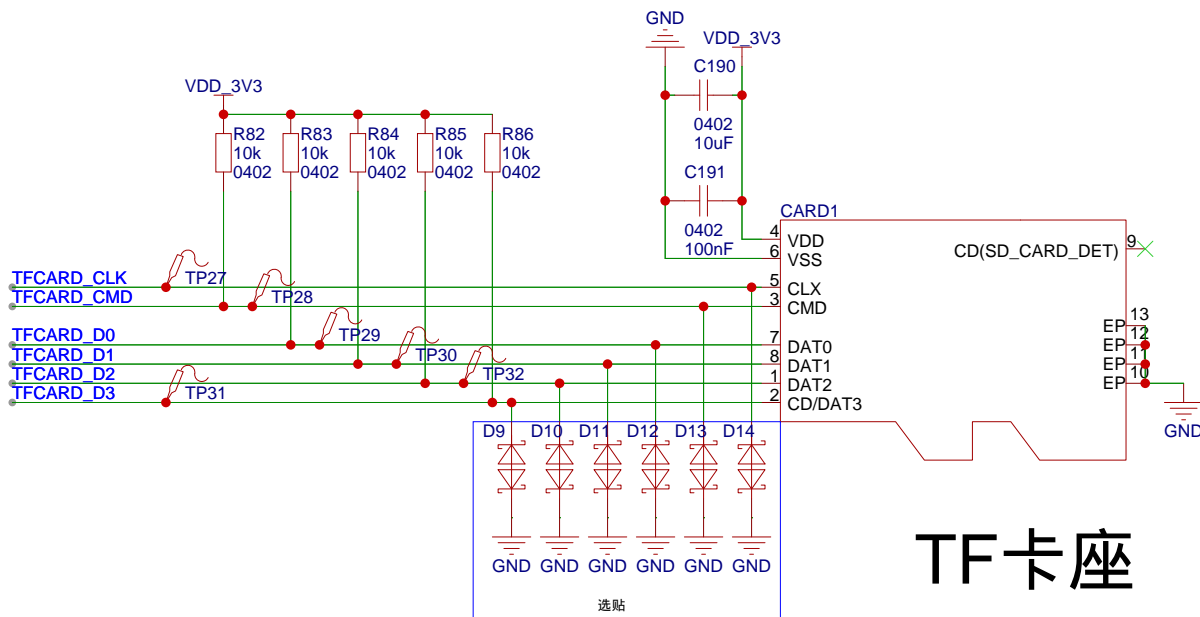 GND
VDD_3V3
C190
0402
10uF
C191
0402
100nF
VDD_3V3
R82
10k
0402
R83
10k
0402
R84
10k
0402
R85
10k
0402
R86
10k
0402
CARD1
4
VDD
6
VSS
5
CLX
3
CMD
7
DAT0
8
DAT1
1
DAT2
2
CD/DAT3
CD(SD_CARD_DET)
9
EP
13
EP
12
EP
11
EP
10
GND
TFCARD_CLK
TP27
TFCARD_CMD
TP28
TFCARD_D0
TP29
TFCARD_D1
TP30
TFCARD_D2
TP32
TFCARD_D3
TP31
D9
D10
D11
D12
D13
D14
GND
GND
GND
GND
GND
GND
选贴
TF卡座